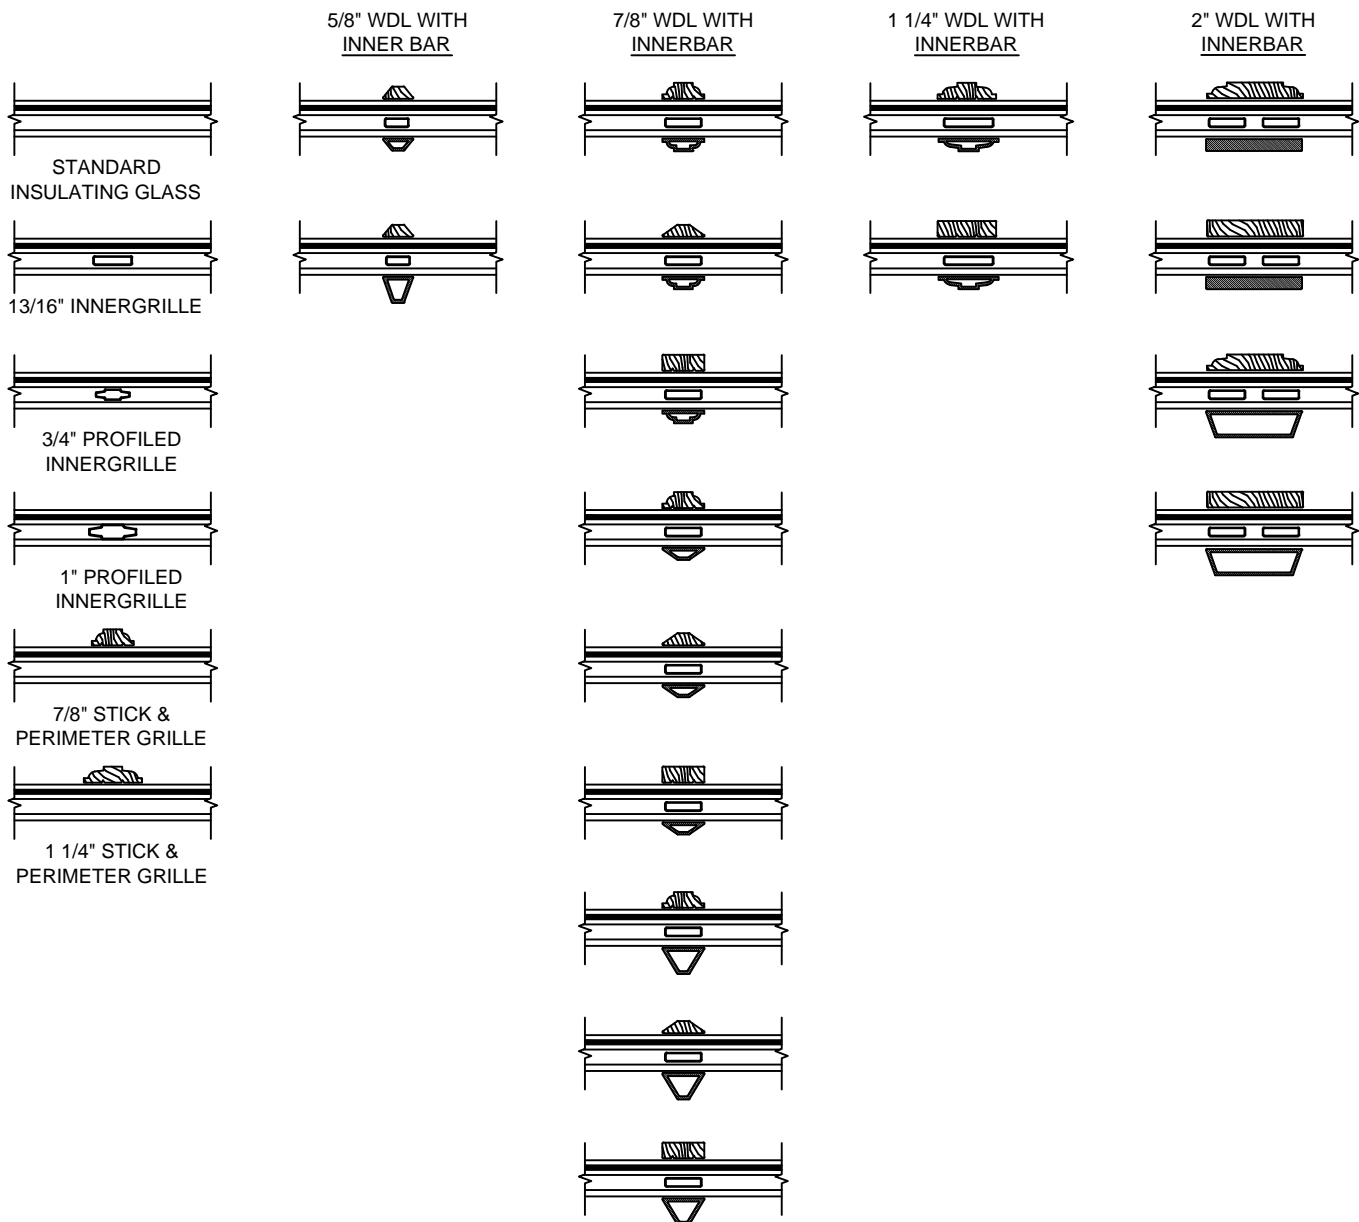 5/8" WDL WITH
INNER BAR
7/8" WDL WITH
INNERBAR
1 1/4" WDL WITH
INNERBAR
2" WDL WITH
INNERBAR
STANDARD
INSULATING GLASS
13/16" INNERGRILLE
3/4" PROFILED
INNERGRILLE
1" PROFILED
INNERGRILLE
7/8" STICK &
PERIMETER GRILLE
1 1/4" STICK &
PERIMETER GRILLE